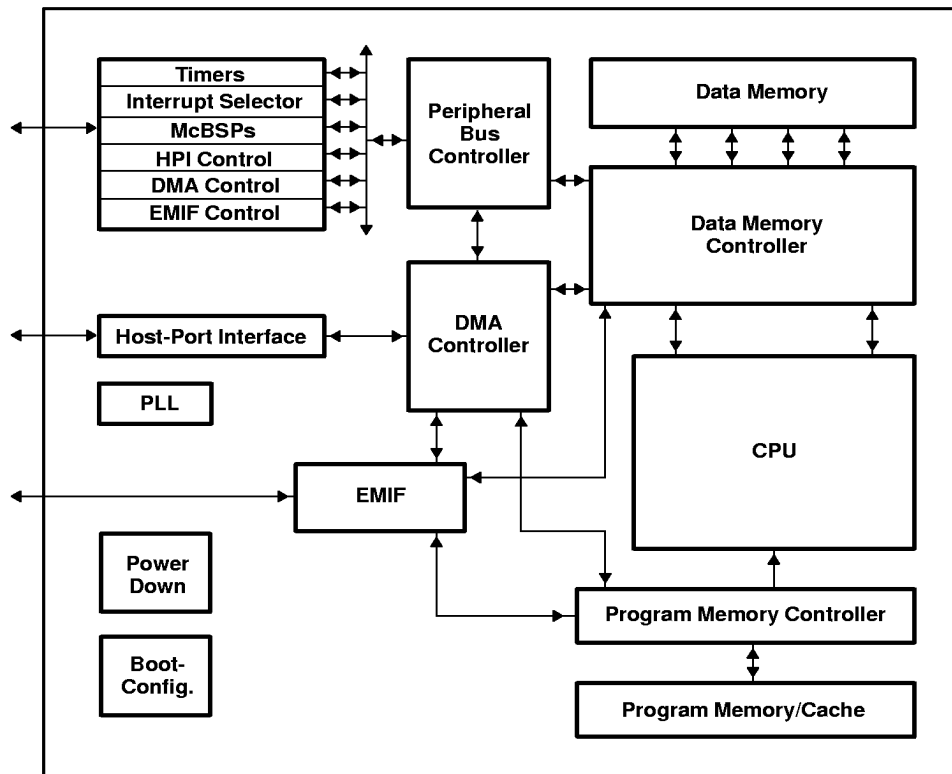 Timers
Interrupt Selector
McBSPs
HPI Control
DMA Control
EMIF Control
Peripheral
Bus
Controller
Data Memory
Data Memory
Controller
Host-Port Interface
DMA
Controller
PLL
CPU
EMIF
Power
Down
Program Memory Controller
Boot-
Config.
Program Memory/Cache